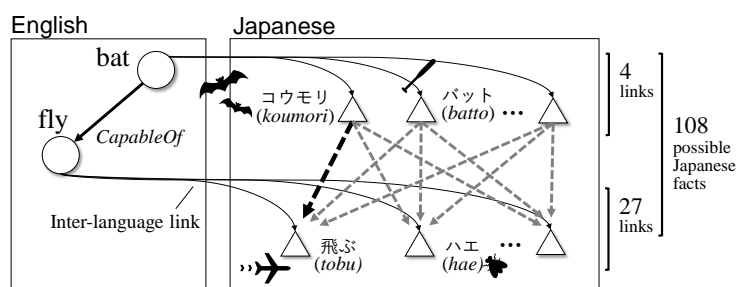 English
Japanese
bat
fly
CapableOf
Inter-language link
コウモリ
(koumori)
バット
(batto)
...
飛ぶ
(tobu)
ハエ
(hae)
...
4
links
27
links
108
possible
Japanese
facts